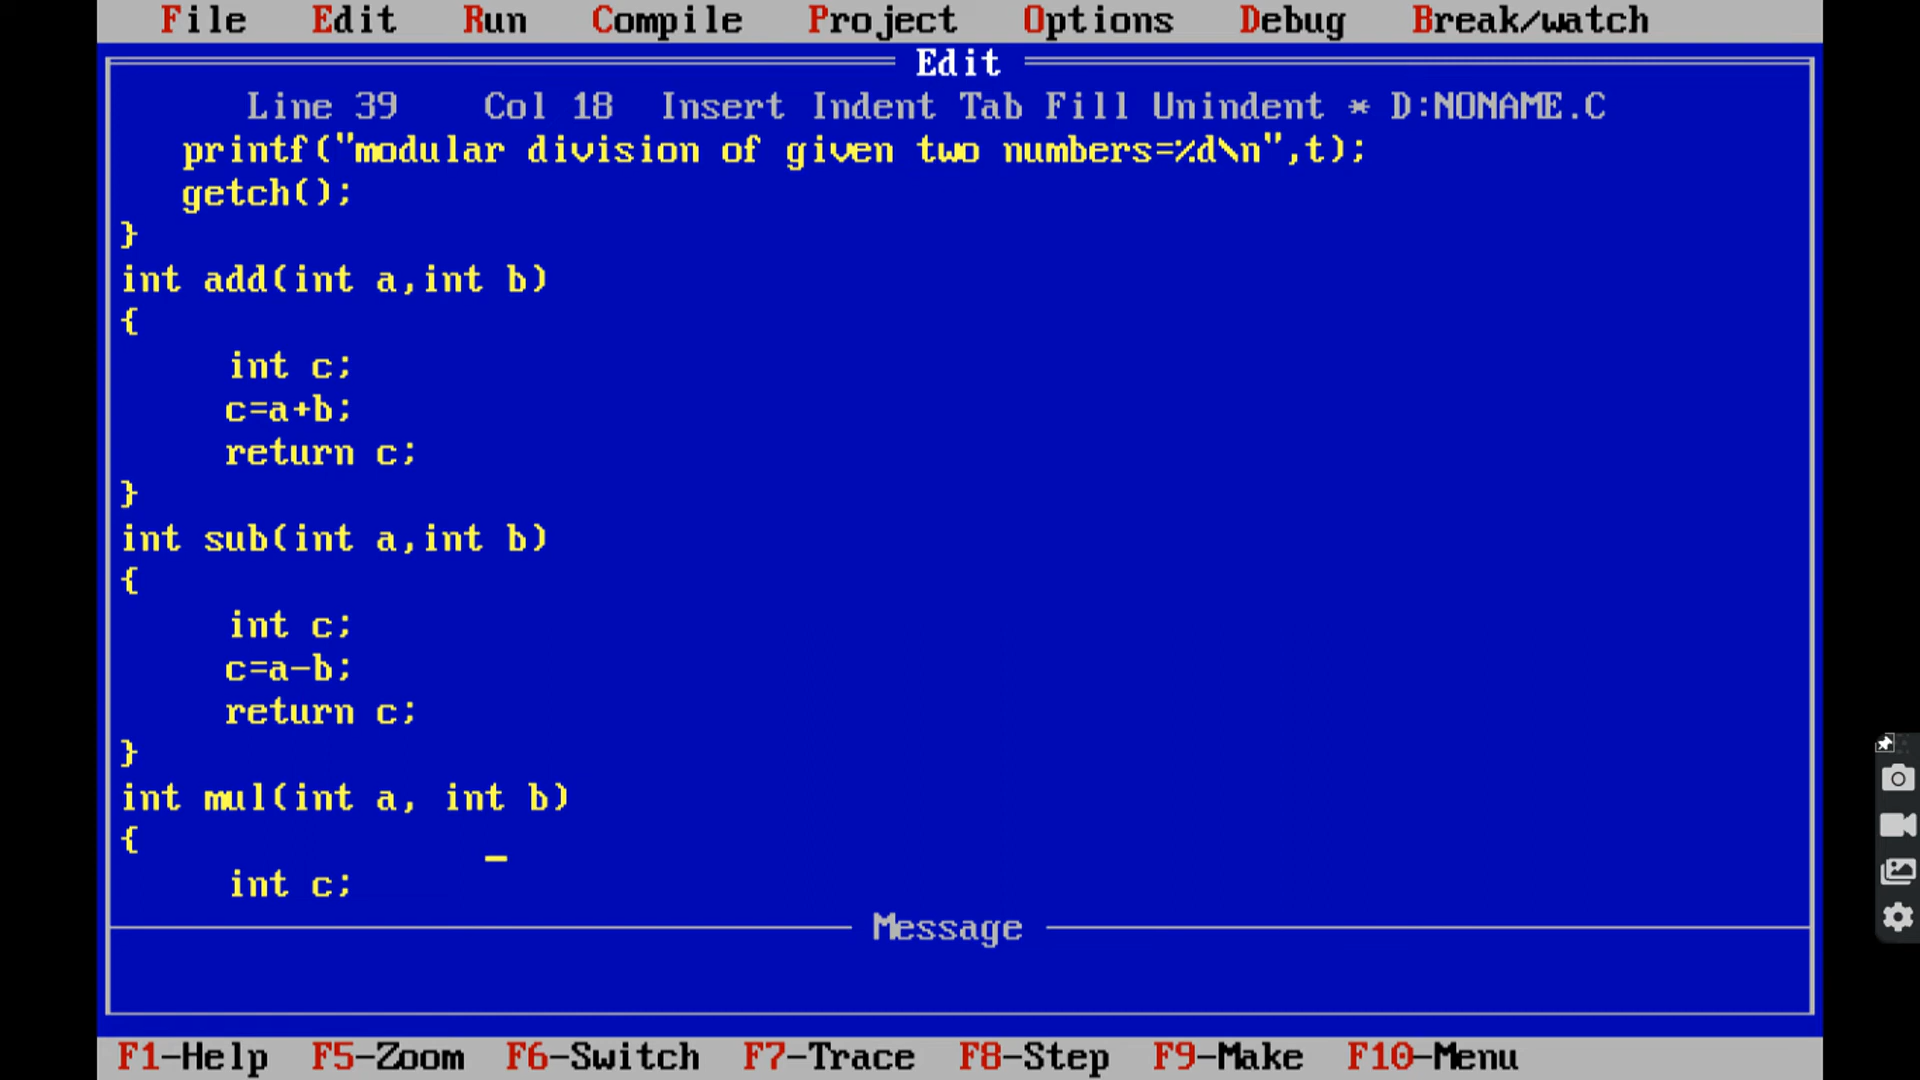 File Edit Run Compile Project Options Debug Break/watch
Edit
Line 39 Col 18 Insert Indent Tab Fill Unindent * D:NONAME.C
printf("modular division of given two numbers=%d\n",t);
getch();
}
int add(int a,int b)
{
int c;
c=a+b;
return c;
}
int sub(int a,int b)
{
int c;
c=a-b;
return c;
}
int mul(int a, int b)
{
int c;
Message
F1-Help F5-Zoom F6-Switch F7-Trace F8-Step F9-Make F10-Menu